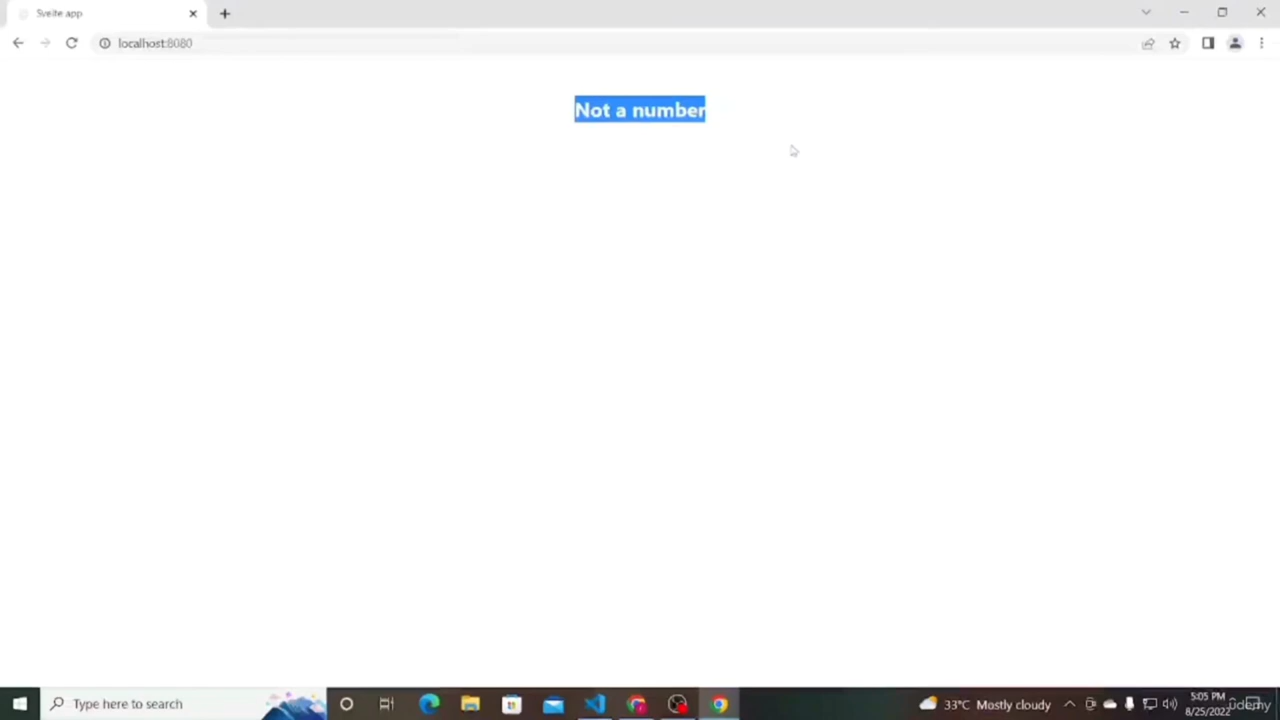 Svelte app
localhost:8080
Not a number
Type here to search
33°C Mostly cloudy
5:05 PM
8/25/2022
udemy